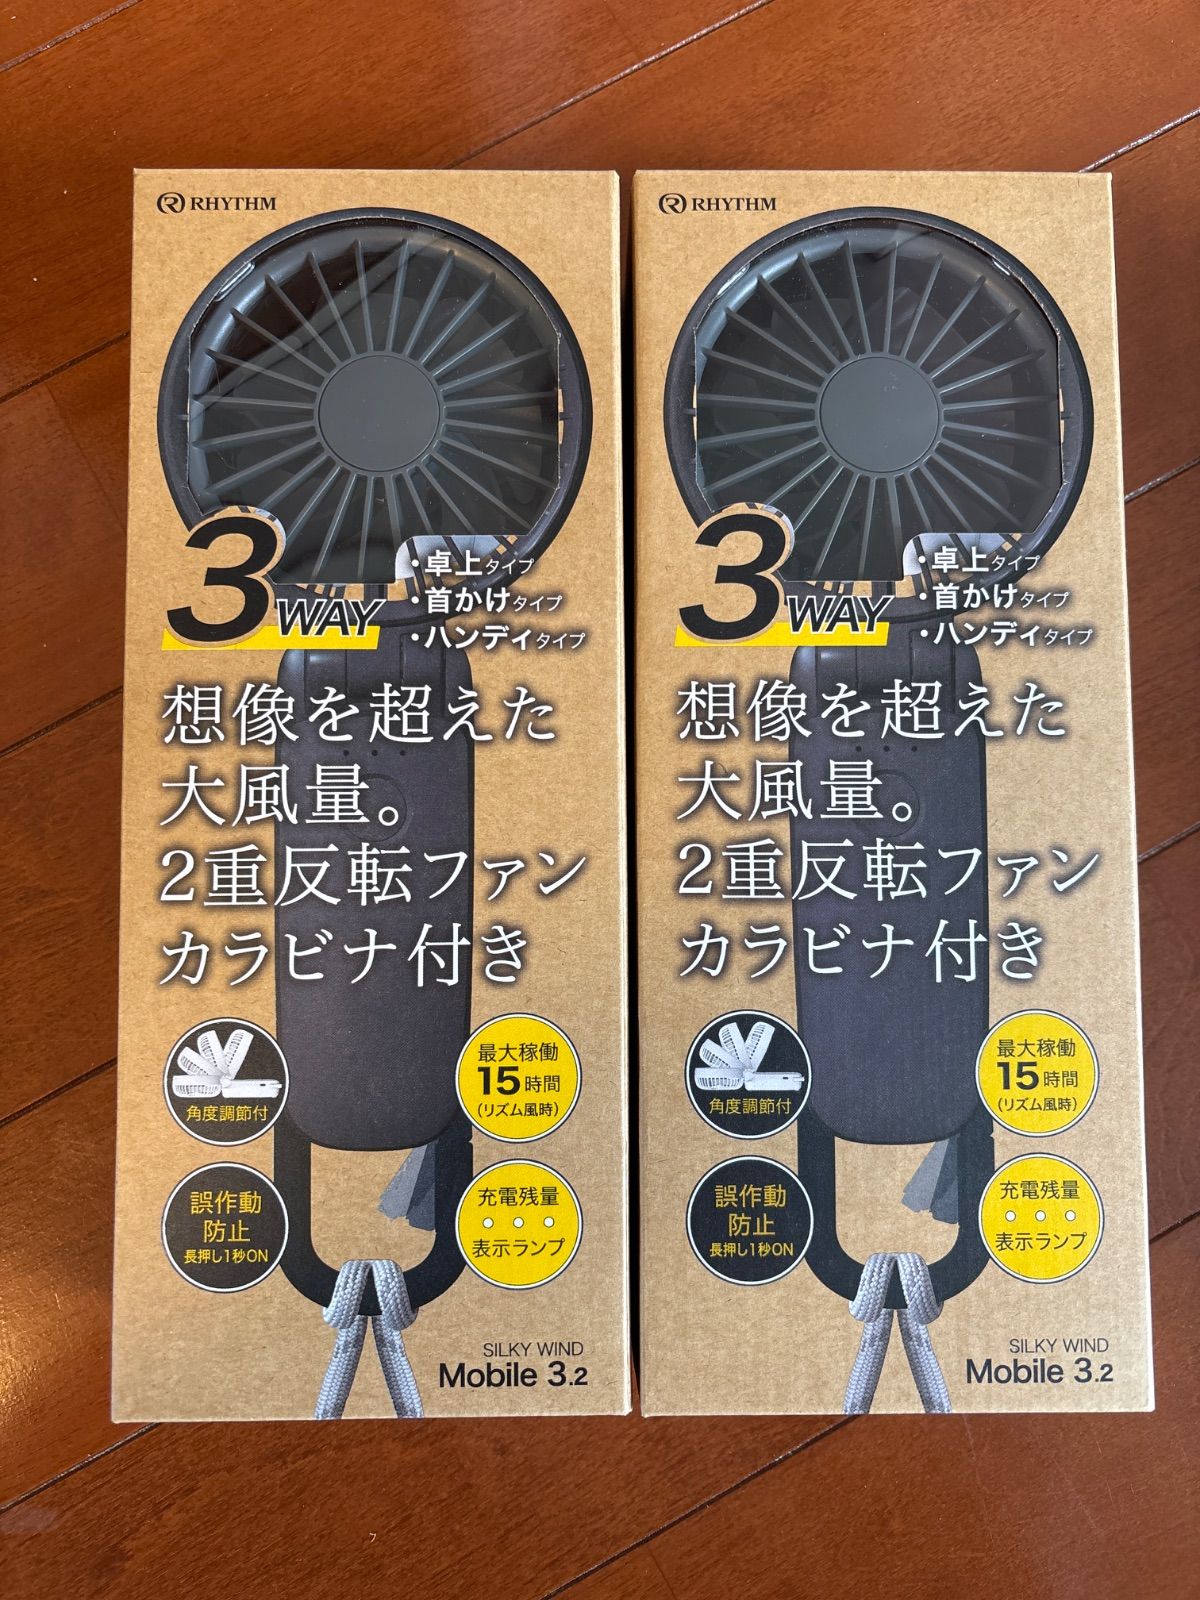 RHYTHM
3WAY
・卓上タイプ
・首かけタイプ
・ハンディタイプ
想像を超えた
大風量。
2重反転ファン
カラビナ付き
角度調節付
最大稼働
15時間
(リズム風時)
誤作動
防止
長押し1秒ON
充電残量
表示ランプ
SILKY WIND
Mobile 3.2
RHYTHM
3WAY
・卓上タイプ
・首かけタイプ
・ハンディタイプ
想像を超えた
大風量。
2重反転ファン
カラビナ付き
角度調節付
最大稼働
15時間
(リズム風時)
誤作動
防止
長押し1秒ON
充電残量
表示ランプ
SILKY WIND
Mobile 3.2